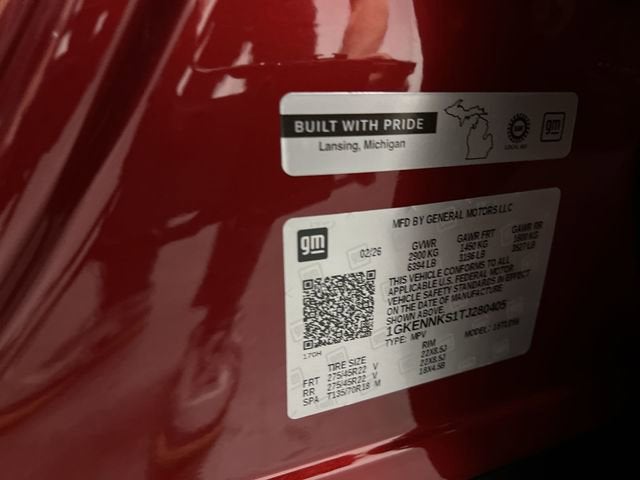 BUILT WITH PRIDE
Lansing, Michigan
gm
gm
MFD BY GENERAL MOTORS LLC
02/26
GVWR GAWR FRT GAWR RR
2900 KG 1450 KG 1600 KG
6394 LB 3196 LB 3527 LB
THIS VEHICLE CONFORMS TO ALL
APPLICABLE U.S. FEDERAL MOTOR
VEHICLE SAFETY STANDARDS IN EFFECT
ON THE DATE OF MANUFACTURE
SHOWN ABOVE.
1GKENNKS1TJ280405
TYPE: MPV MODEL:
170H
TIRE SIZE RIM
FRT 275/45R22 V 22X8.5J
RR 275/45R22 V 22X8.5J
SPA T135/70R18 M 18X4.5B